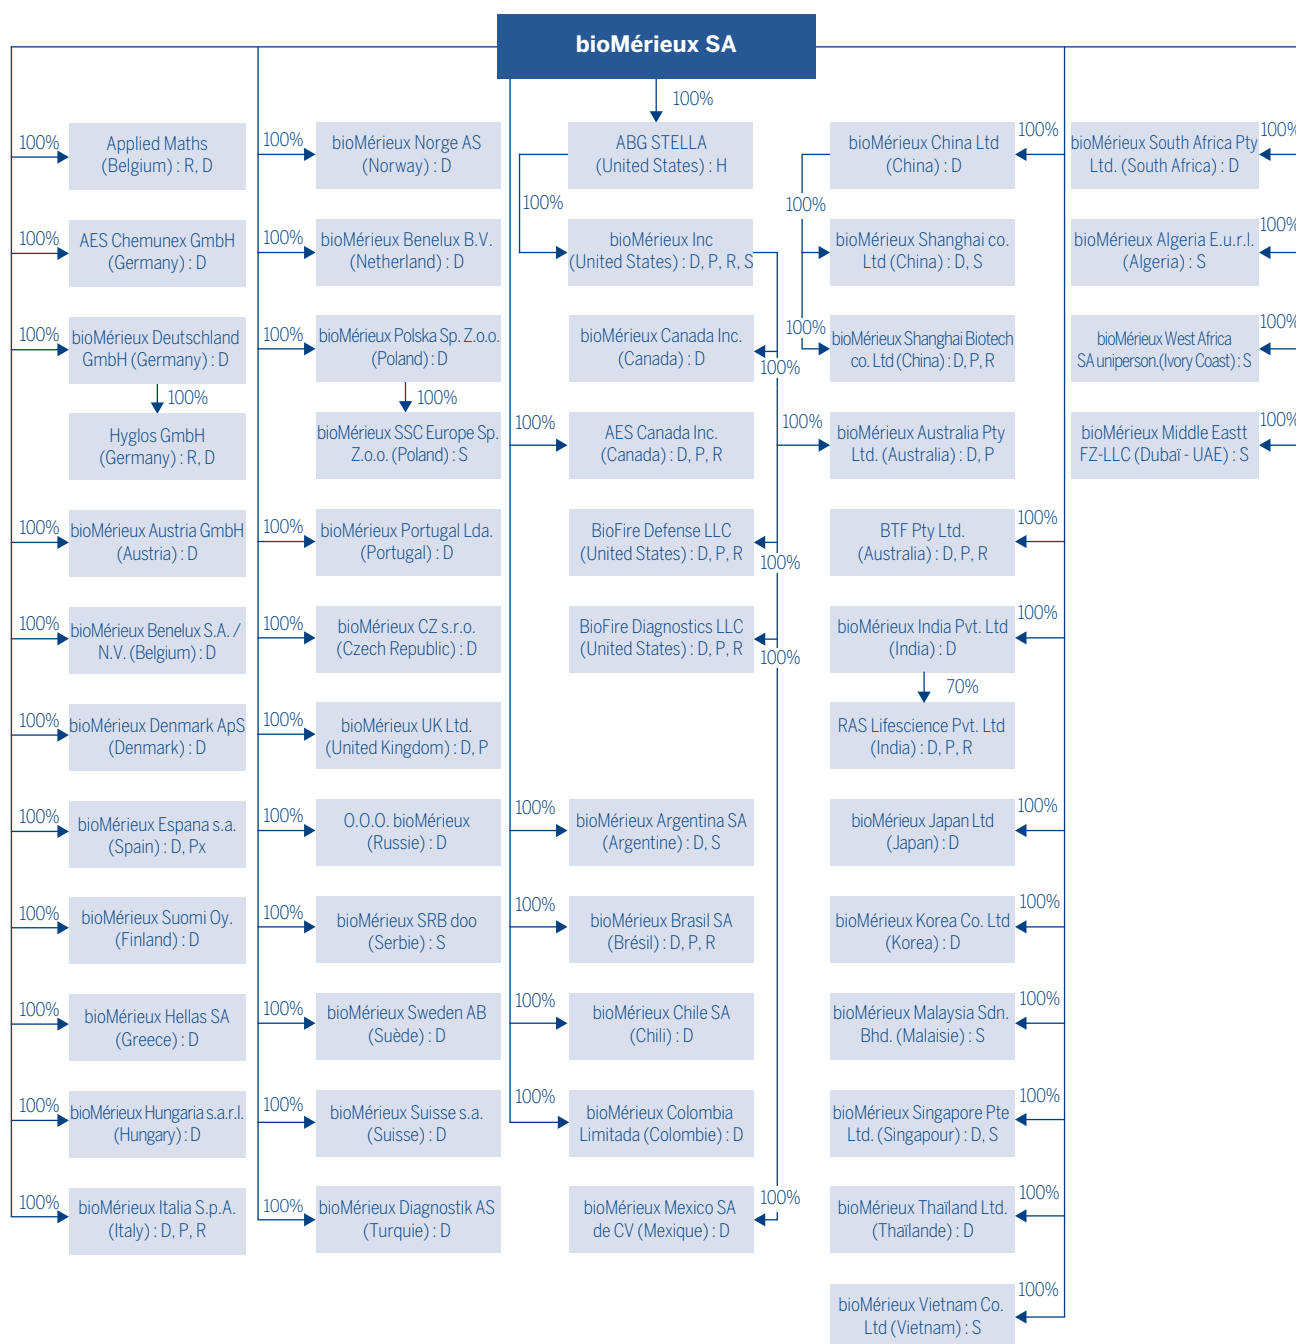 bioMérieux SA
100%
100%
Applied Maths
(Belgium) : R, D
100%
AES Chemunex GmbH
(Germany) : D
100%
bioMérieux Deutschland
GmbH (Germany) : D
100%
Hyglos GmbH
(Germany) : R, D
100%
bioMérieux Austria GmbH
(Austria) : D
100%
bioMérieux Benelux S.A. /
N.V. (Belgium) : D
100%
bioMérieux Denmark ApS
(Denmark) : D
100%
bioMérieux Espana s.a.
(Spain) : D, Px
100%
bioMérieux Suomi Oy.
(Finland) : D
100%
bioMérieux Hellas SA
(Greece) : D
100%
bioMérieux Hungaria s.a.r.l.
(Hungary) : D
100%
bioMérieux Italia S.p.A.
(Italy) : D, P, R
100%
bioMérieux Norge AS
(Norway) : D
100%
bioMérieux Benelux B.V.
(Netherland) : D
100%
bioMérieux Polska Sp. Z.o.o.
(Poland) : D
100%
bioMérieux SSC Europe Sp.
Z.o.o. (Poland) : S
100%
bioMérieux Portugal Lda.
(Portugal) : D
100%
bioMérieux CZ s.r.o.
(Czech Republic) : D
100%
bioMérieux UK Ltd.
(United Kingdom) : D, P
100%
O.O.O. bioMérieux
(Russie) : D
100%
bioMérieux SRB doo
(Serbie) : S
100%
bioMérieux Sweden AB
(Suède) : D
100%
bioMérieux Suisse s.a.
(Suisse) : D
100%
bioMérieux Diagnostik AS
(Turquie) : D
ABG STELLA
(United States) : H
100%
bioMérieux Inc
(United States) : D, P, R, S
bioMérieux Canada Inc.
(Canada) : D
100%
100%
AES Canada Inc.
(Canada) : D, P, R
BioFire Defense LLC
(United States) : D, P, R
100%
BioFire Diagnostics LLC
(United States) : D, P, R
100%
100%
bioMérieux Argentina SA
(Argentine) : D, S
100%
bioMérieux Brasil SA
(Brésil) : D, P, R
100%
bioMérieux Chile SA
(Chili) : D
100%
bioMérieux Colombia
Limitada (Colombie) : D
bioMérieux Mexico SA
de CV (Mexique) : D
100%
bioMérieux China Ltd
(China) : D
100%
100%
bioMérieux Shanghai co.
Ltd (China) : D, S
100%
bioMérieux Shanghai Biotech
co. Ltd (China) : D, P, R
100%
bioMérieux Australia Pty
Ltd. (Australia) : D, P
BTF Pty Ltd.
(Australia) : D, P, R
100%
bioMérieux India Pvt. Ltd
(India) : D
100%
70%
RAS Lifescience Pvt. Ltd
(India) : D, P, R
bioMérieux Japan Ltd
(Japan) : D
100%
bioMérieux Korea Co. Ltd
(Korea) : D
100%
bioMérieux Malaysia Sdn.
Bhd. (Malaisie) : S
100%
bioMérieux Singapore Pte
Ltd. (Singapour) : D, S
100%
bioMérieux Thaïland Ltd.
(Thaïlande) : D
100%
bioMérieux Vietnam Co.
Ltd (Vietnam) : S
100%
bioMérieux South Africa Pty
Ltd. (South Africa) : D
100%
bioMérieux Algeria E.u.r.l.
(Algeria) : S
100%
bioMérieux West Africa
SA uniperson.(Ivory Coast) : S
100%
bioMérieux Middle Eastt
FZ-LLC (Dubaï - UAE) : S
100%